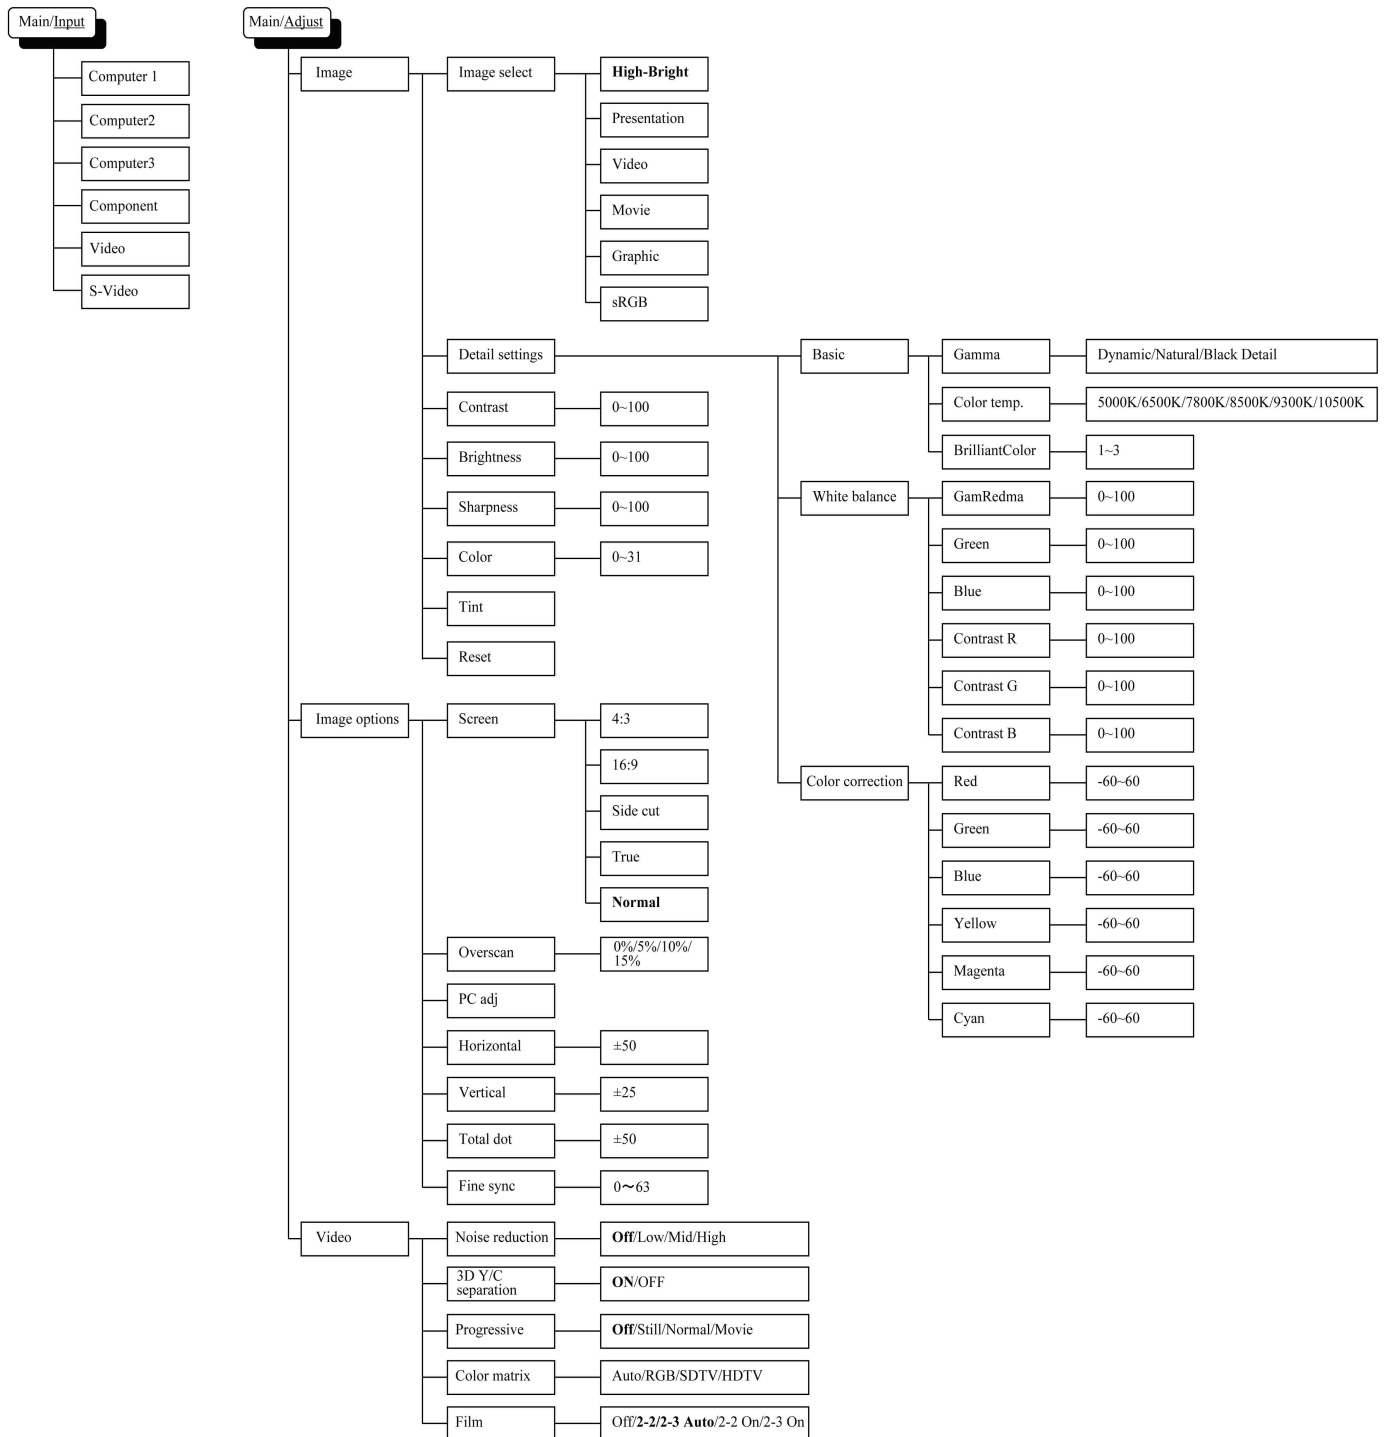 Main/Input
Computer 1
Computer2
Computer3
Component
Video
S-Video
Main/Adjust
Image
Image select
High-Bright
Presentation
Video
Movie
Graphic
sRGB
Detail settings
Basic
Gamma
Dynamic/Natural/Black Detail
Color temp.
5000K/6500K/7800K/8500K/9300K/10500K
BrilliantColor
1~3
White balance
GamRedma
0~100
Green
0~100
Blue
0~100
Contrast R
0~100
Contrast G
0~100
Contrast B
0~100
Color correction
Red
-60~60
Green
-60~60
Blue
-60~60
Yellow
-60~60
Magenta
-60~60
Cyan
-60~60
Contrast
0~100
Brightness
0~100
Sharpness
0~100
Color
0~31
Tint
Reset
Image options
Screen
4:3
16:9
Side cut
True
Normal
Overscan
0%/5%/10%/
15%
PC adj
Horizontal
±50
Vertical
±25
Total dot
±50
Fine sync
0～63
Video
Noise reduction
Off/Low/Mid/High
3D Y/C
separation
ON/OFF
Progressive
Off/Still/Normal/Movie
Color matrix
Auto/RGB/SDTV/HDTV
Film
Off/2-2/2-3 Auto/2-2 On/2-3 On